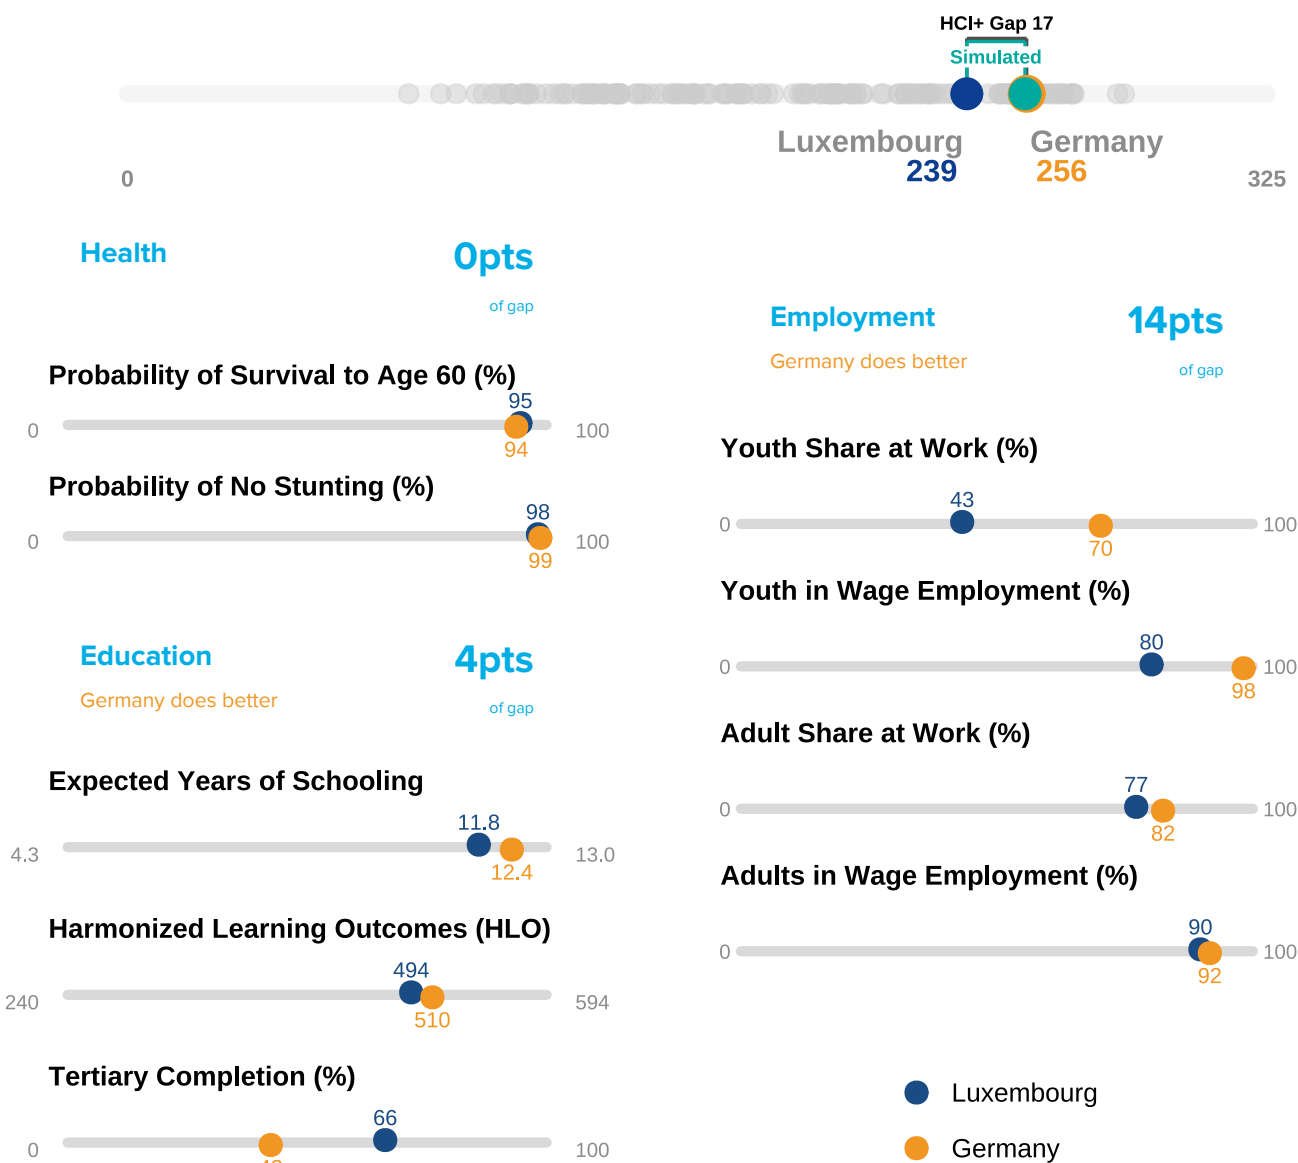 HCI+ Gap 17
Simulated
Luxembourg
239
Germany
256
0
325
Health
0pts
of gap
Probability of Survival to Age 60 (%)
95
0
100
94
Probability of No Stunting (%)
98
0
100
99
Education
4pts
Germany does better
of gap
Expected Years of Schooling
11.8
4.3
13.0
12.4
Harmonized Learning Outcomes (HLO)
494
240
594
510
Tertiary Completion (%)
66
0
100
Employment
14pts
Germany does better
of gap
Youth Share at Work (%)
43
0
100
70
Youth in Wage Employment (%)
80
0
100
98
Adult Share at Work (%)
77
0
100
82
Adults in Wage Employment (%)
90
0
100
92
Luxembourg
Germany